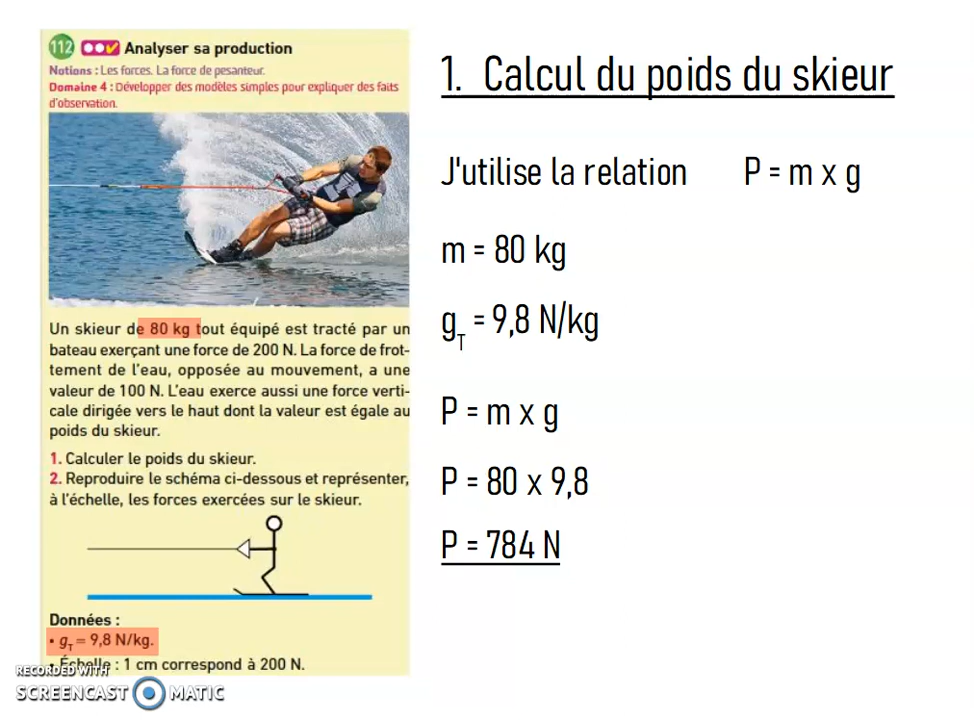 112 Analyser sa production
Notions : Les forces. La force de pesanteur.
Domaine 4 : Développer des modèles simples pour expliquer des faits
d'observation.
Un skieur de 80 kg tout équipé est tracté par un
bateau exerçant une force de 200 N. La force de frot-
tement de l'eau, opposée au mouvement, a une
valeur de 100 N. L'eau exerce aussi une force verti-
cale dirigée vers le haut dont la valeur est égale au
poids du skieur.
1. Calculer le poids du skieur.
2. Reproduire le schéma ci-dessous et représenter,
à l'échelle, les forces exercées sur le skieur.
Données :
• gT = 9,8 N/kg.
• Échelle : 1 cm correspond à 200 N.
RECORDED WITH
SCREENCAST MATIC
1. Calcul du poids du skieur
J'utilise la relation P = m x g
m = 80 kg
gT = 9,8 N/kg
P = m x g
P = 80 x 9,8
P = 784 N